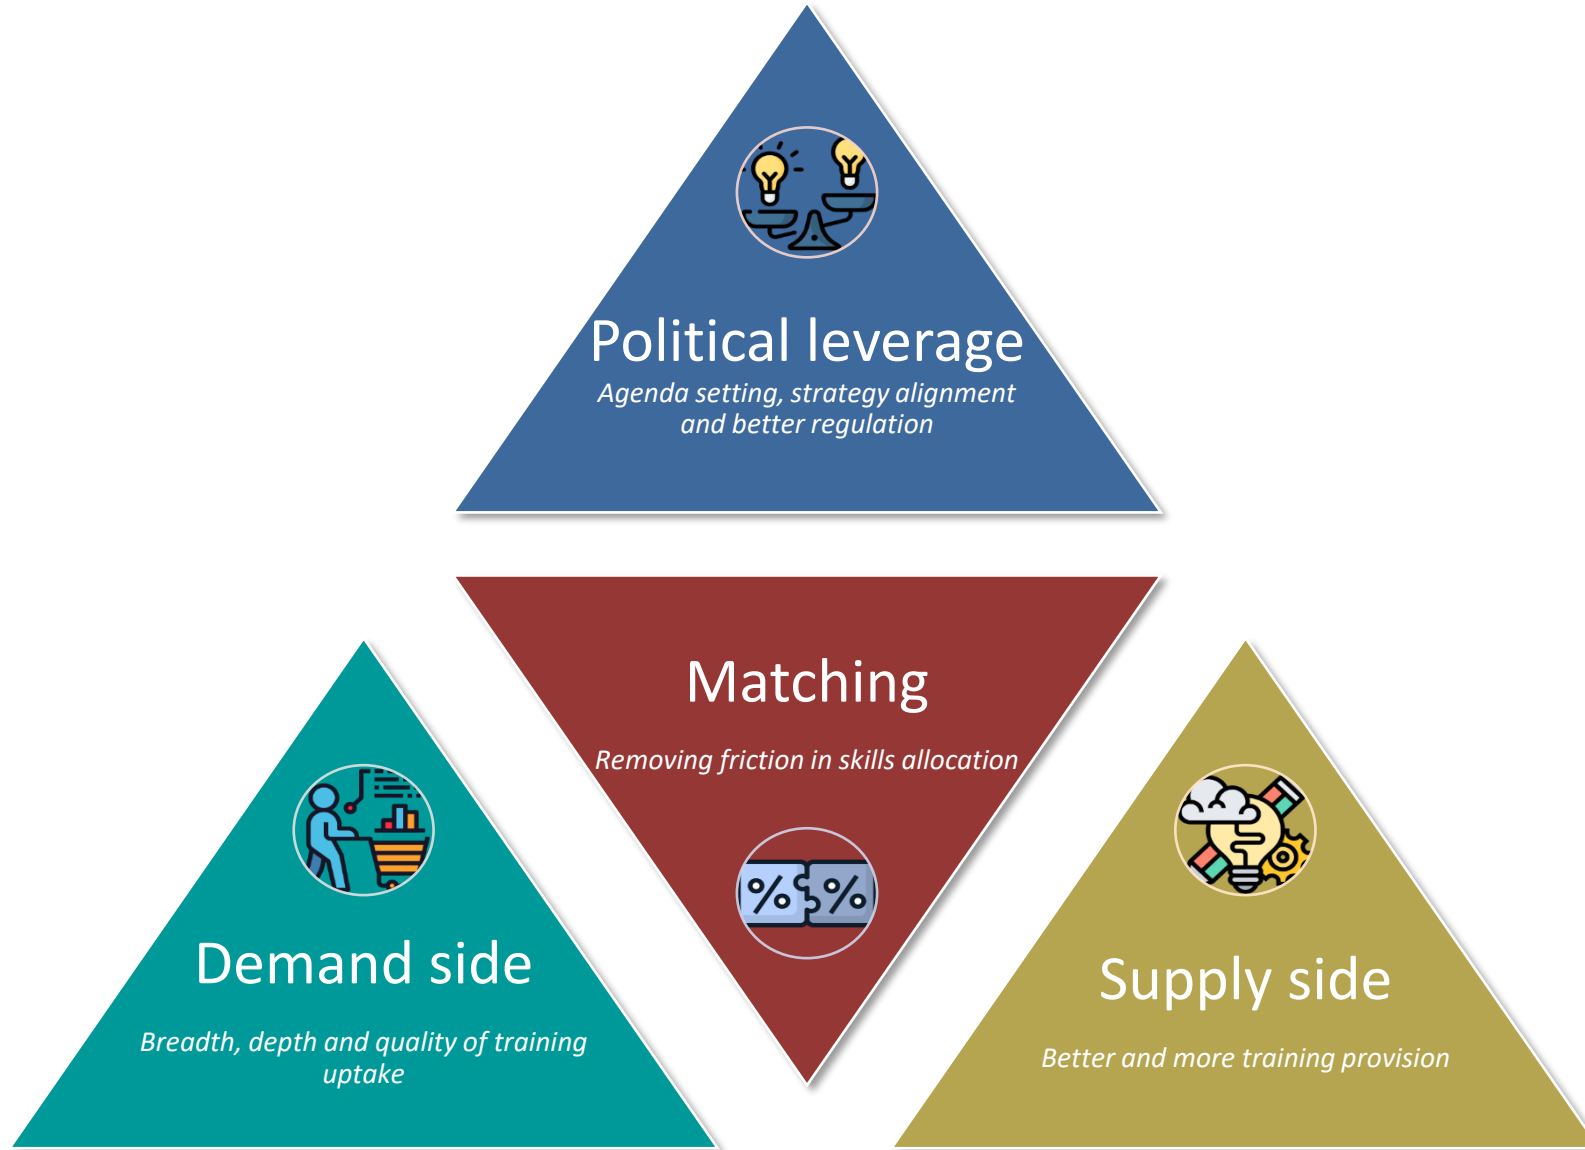 Political leverage
Agenda setting, strategy alignment
and better regulation
Matching
Removing friction in skills allocation
% %
Demand side
Breadth, depth and quality of training
uptake
Supply side
Better and more training provision